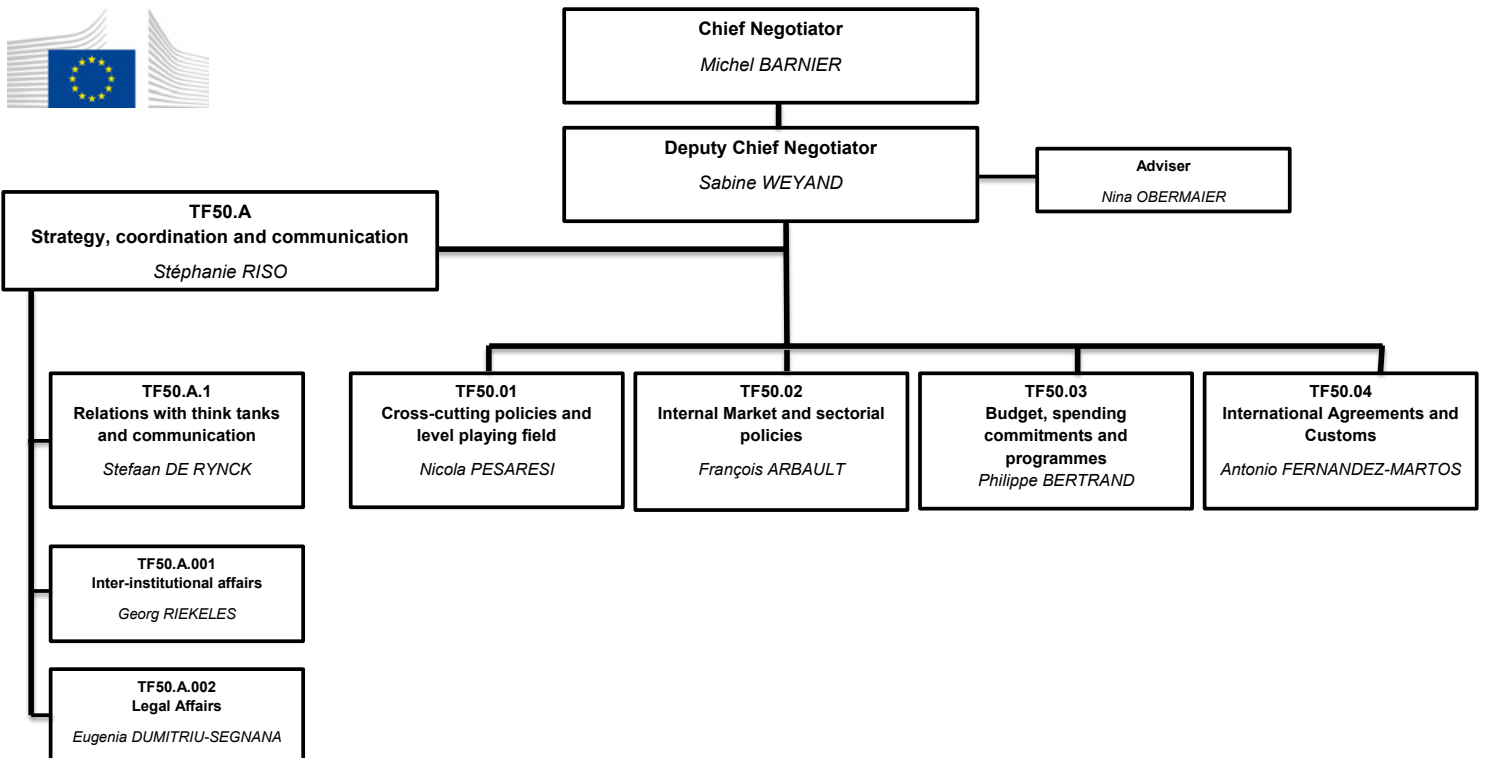 Chief Negotiator
Michel BARNIER
Deputy Chief Negotiator
Sabine WEYAND
Adviser
Nina OBERMAIER
TF50.A
Strategy, coordination and communication
Stéphanie RISO
TF50.A.1
Relations with think tanks
and communication
Stefaan DE RYNCK
TF50.01
Cross-cutting policies and
level playing field
Nicola PESARESI
TF50.02
Internal Market and sectorial
policies
François ARBAULT
TF50.03
Budget, spending
commitments and
programmes
Philippe BERTRAND
TF50.04
International Agreements and
Customs
Antonio FERNANDEZ-MARTOS
TF50.A.001
Inter-institutional affairs
Georg RIEKELES
TF50.A.002
Legal Affairs
Eugenia DUMITRIU-SEGNANA